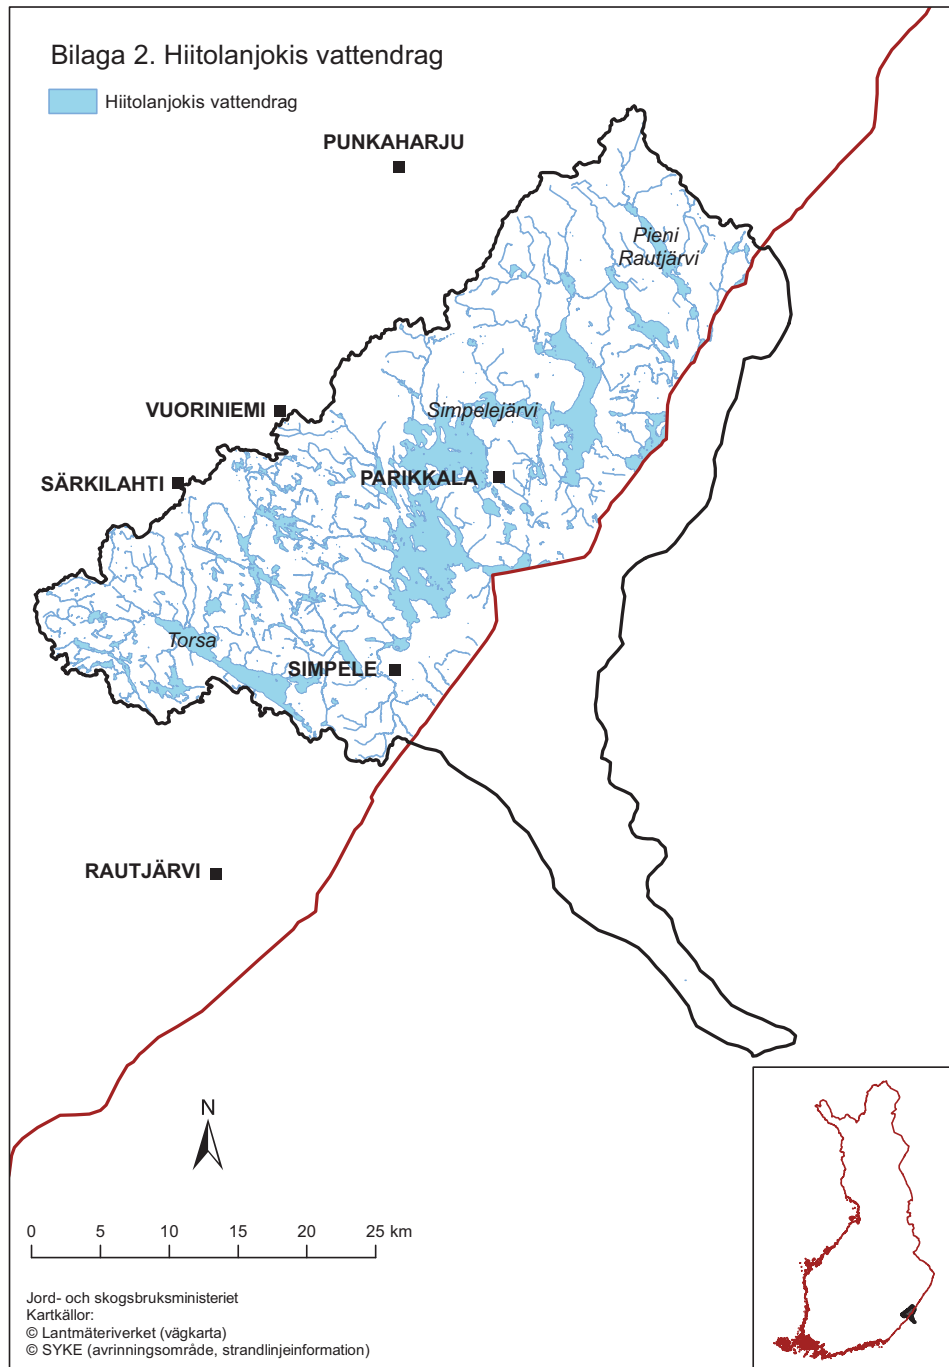 Bilaga 2. Hiitolanjokis vattendrag
Hiitolanjokis vattendrag
PUNKAHARJU
Pieni
Rautjärvi
VUORINIEMI
Simpelejärvi
SÄRKILAHTI
PARIKKALA
Torsa
SIMPELE
RAUTJÄRVI
N
0 5 10 15 20 25 km
Jord- och skogsbruksministeriet
Kartkällor:
© Lantmäteriverket (vägkarta)
© SYKE (avrinningsområde, strandlinjeinformation)